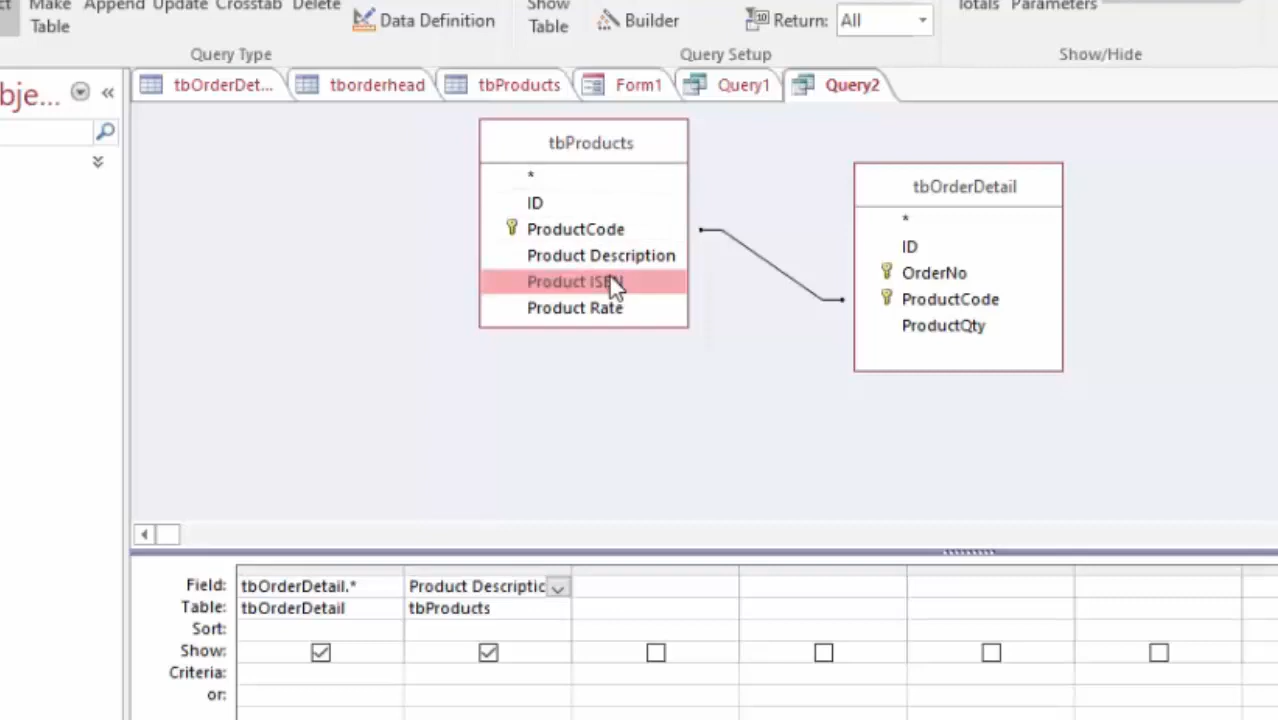 Make
Table
Append
Update
Crosstab
Delete
Data Definition
Query Type
Show
Table
Builder
Return:
All
Query Setup
Totals
Parameters
Show/Hide
bje...
tbOrderDet...
tborderhead
tbProducts
Form1
Query1
Query2
tbProducts
*
ID
ProductCode
Product Description
Product
Product Rate
tbOrderDetail
*
ID
OrderNo
ProductCode
ProductQty
Field:
tbOrderDetail.*
Product Descriptic
Table:
tbOrderDetail
tbProducts
Sort:
Show:
Criteria:
or: